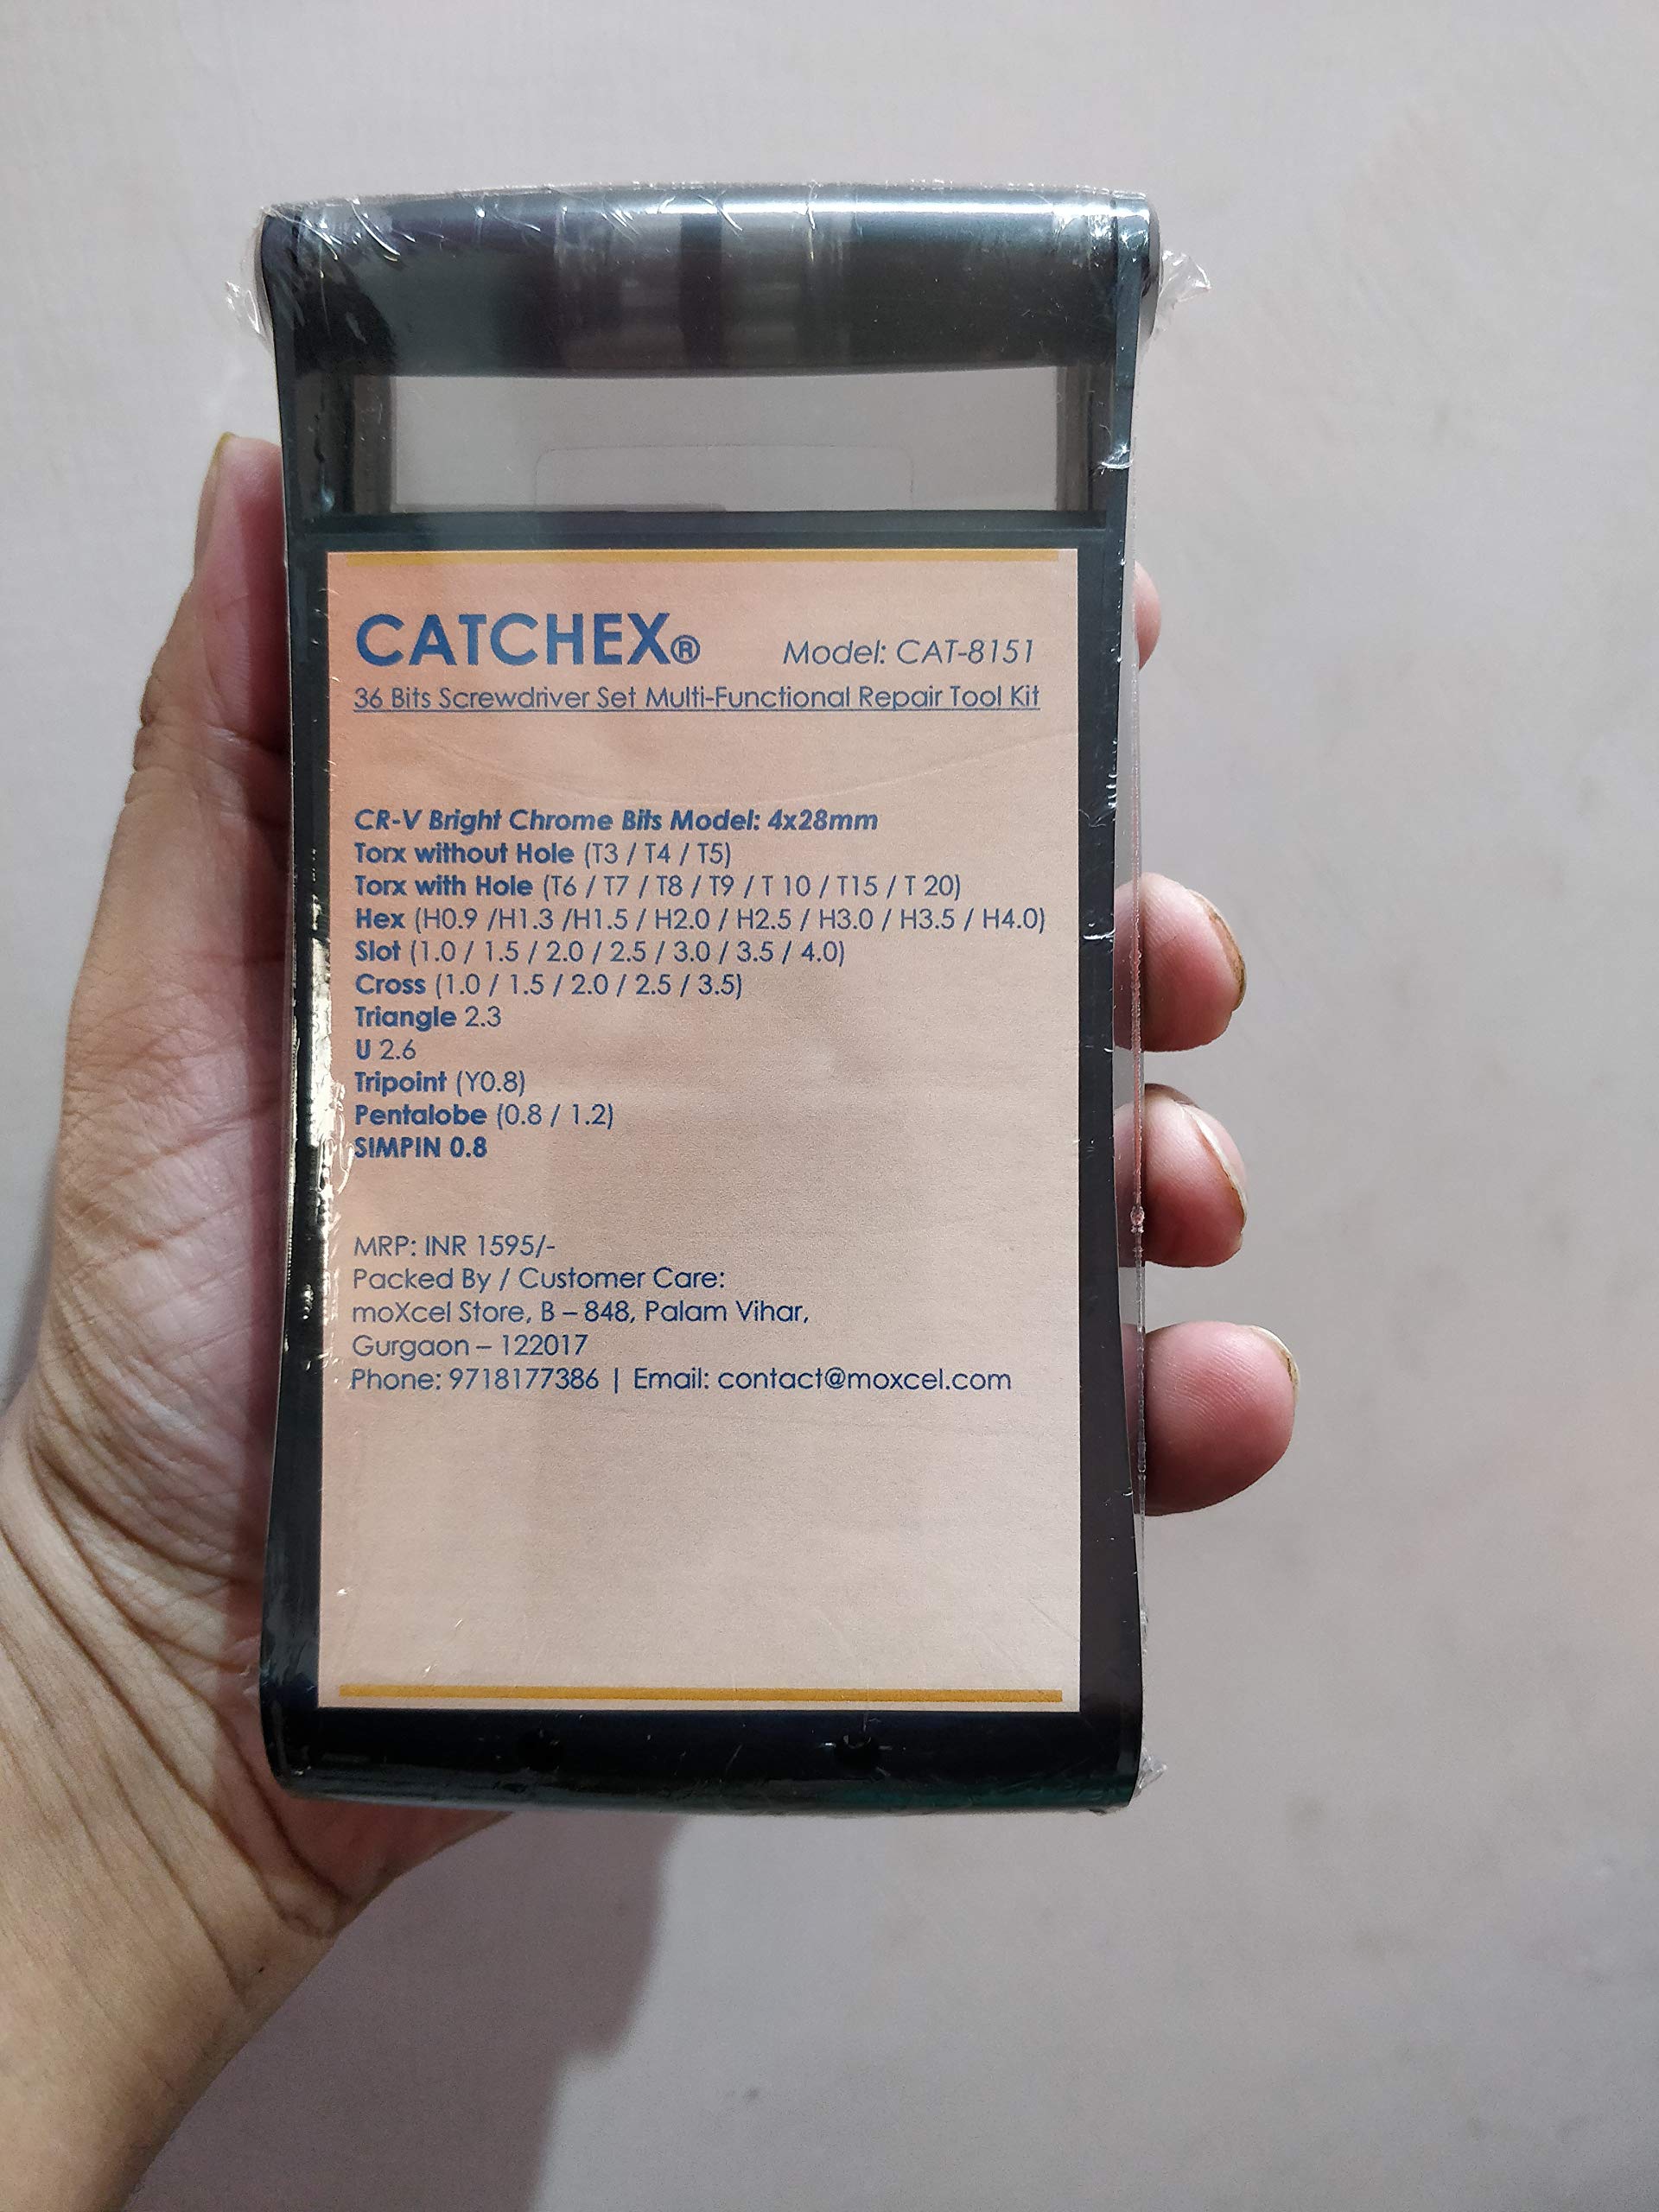 CATCHEX® Model: CAT-8151
36 Bits Screwdriver Set Multi-Functional Repair Tool Kit
CR-V Bright Chrome Bits Model: 4x28mm
Torx without Hole (T3 / T4 / T5)
Torx with Hole (T6 / T7 / T8 / T9 / T 10 / T15 / T 20)
Hex (H0.9 /H1.3 /H1.5 / H2.0 / H2.5 / H3.0 / H3.5 / H4.0)
Slot (1.0 / 1.5 / 2.0 / 2.5 / 3.0 / 3.5 / 4.0)
Cross (1.0 / 1.5 / 2.0 / 2.5 / 3.5)
Triangle 2.3
U 2.6
Tripoint (Y0.8)
Pentalobe (0.8 / 1.2)
SIMPIN 0.8
MRP: INR 1595/-
Packed By / Customer Care:
moXcel Store, B – 848, Palam Vihar,
Gurgaon – 122017
Phone: 9718177386 | Email: contact@moxcel.com